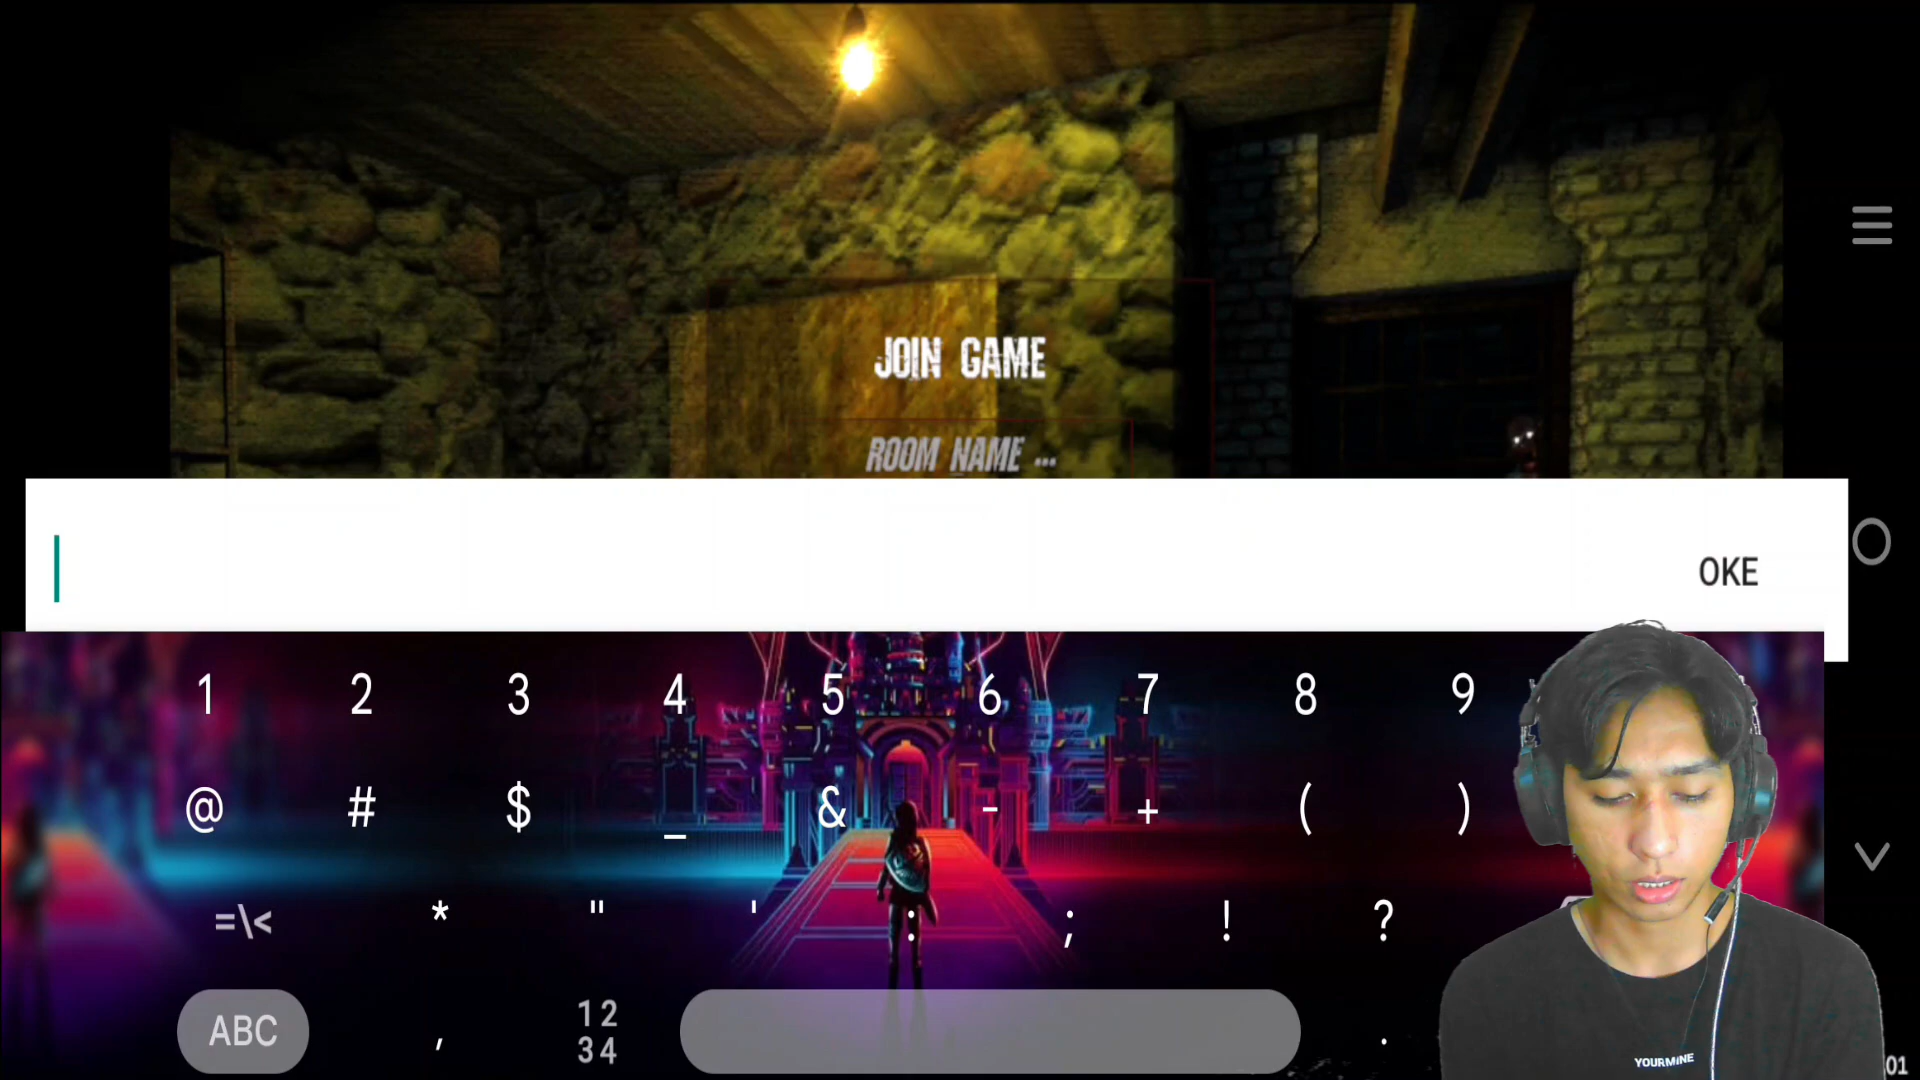 JOIN GAME
ROOM NAME ...
OKE
1 2 3 4 5 6 7 8 9
@ # $ _ & - + ( )
=\< * " ' : ; ! ?
ABC , 12 34 .
YOURMINE
01